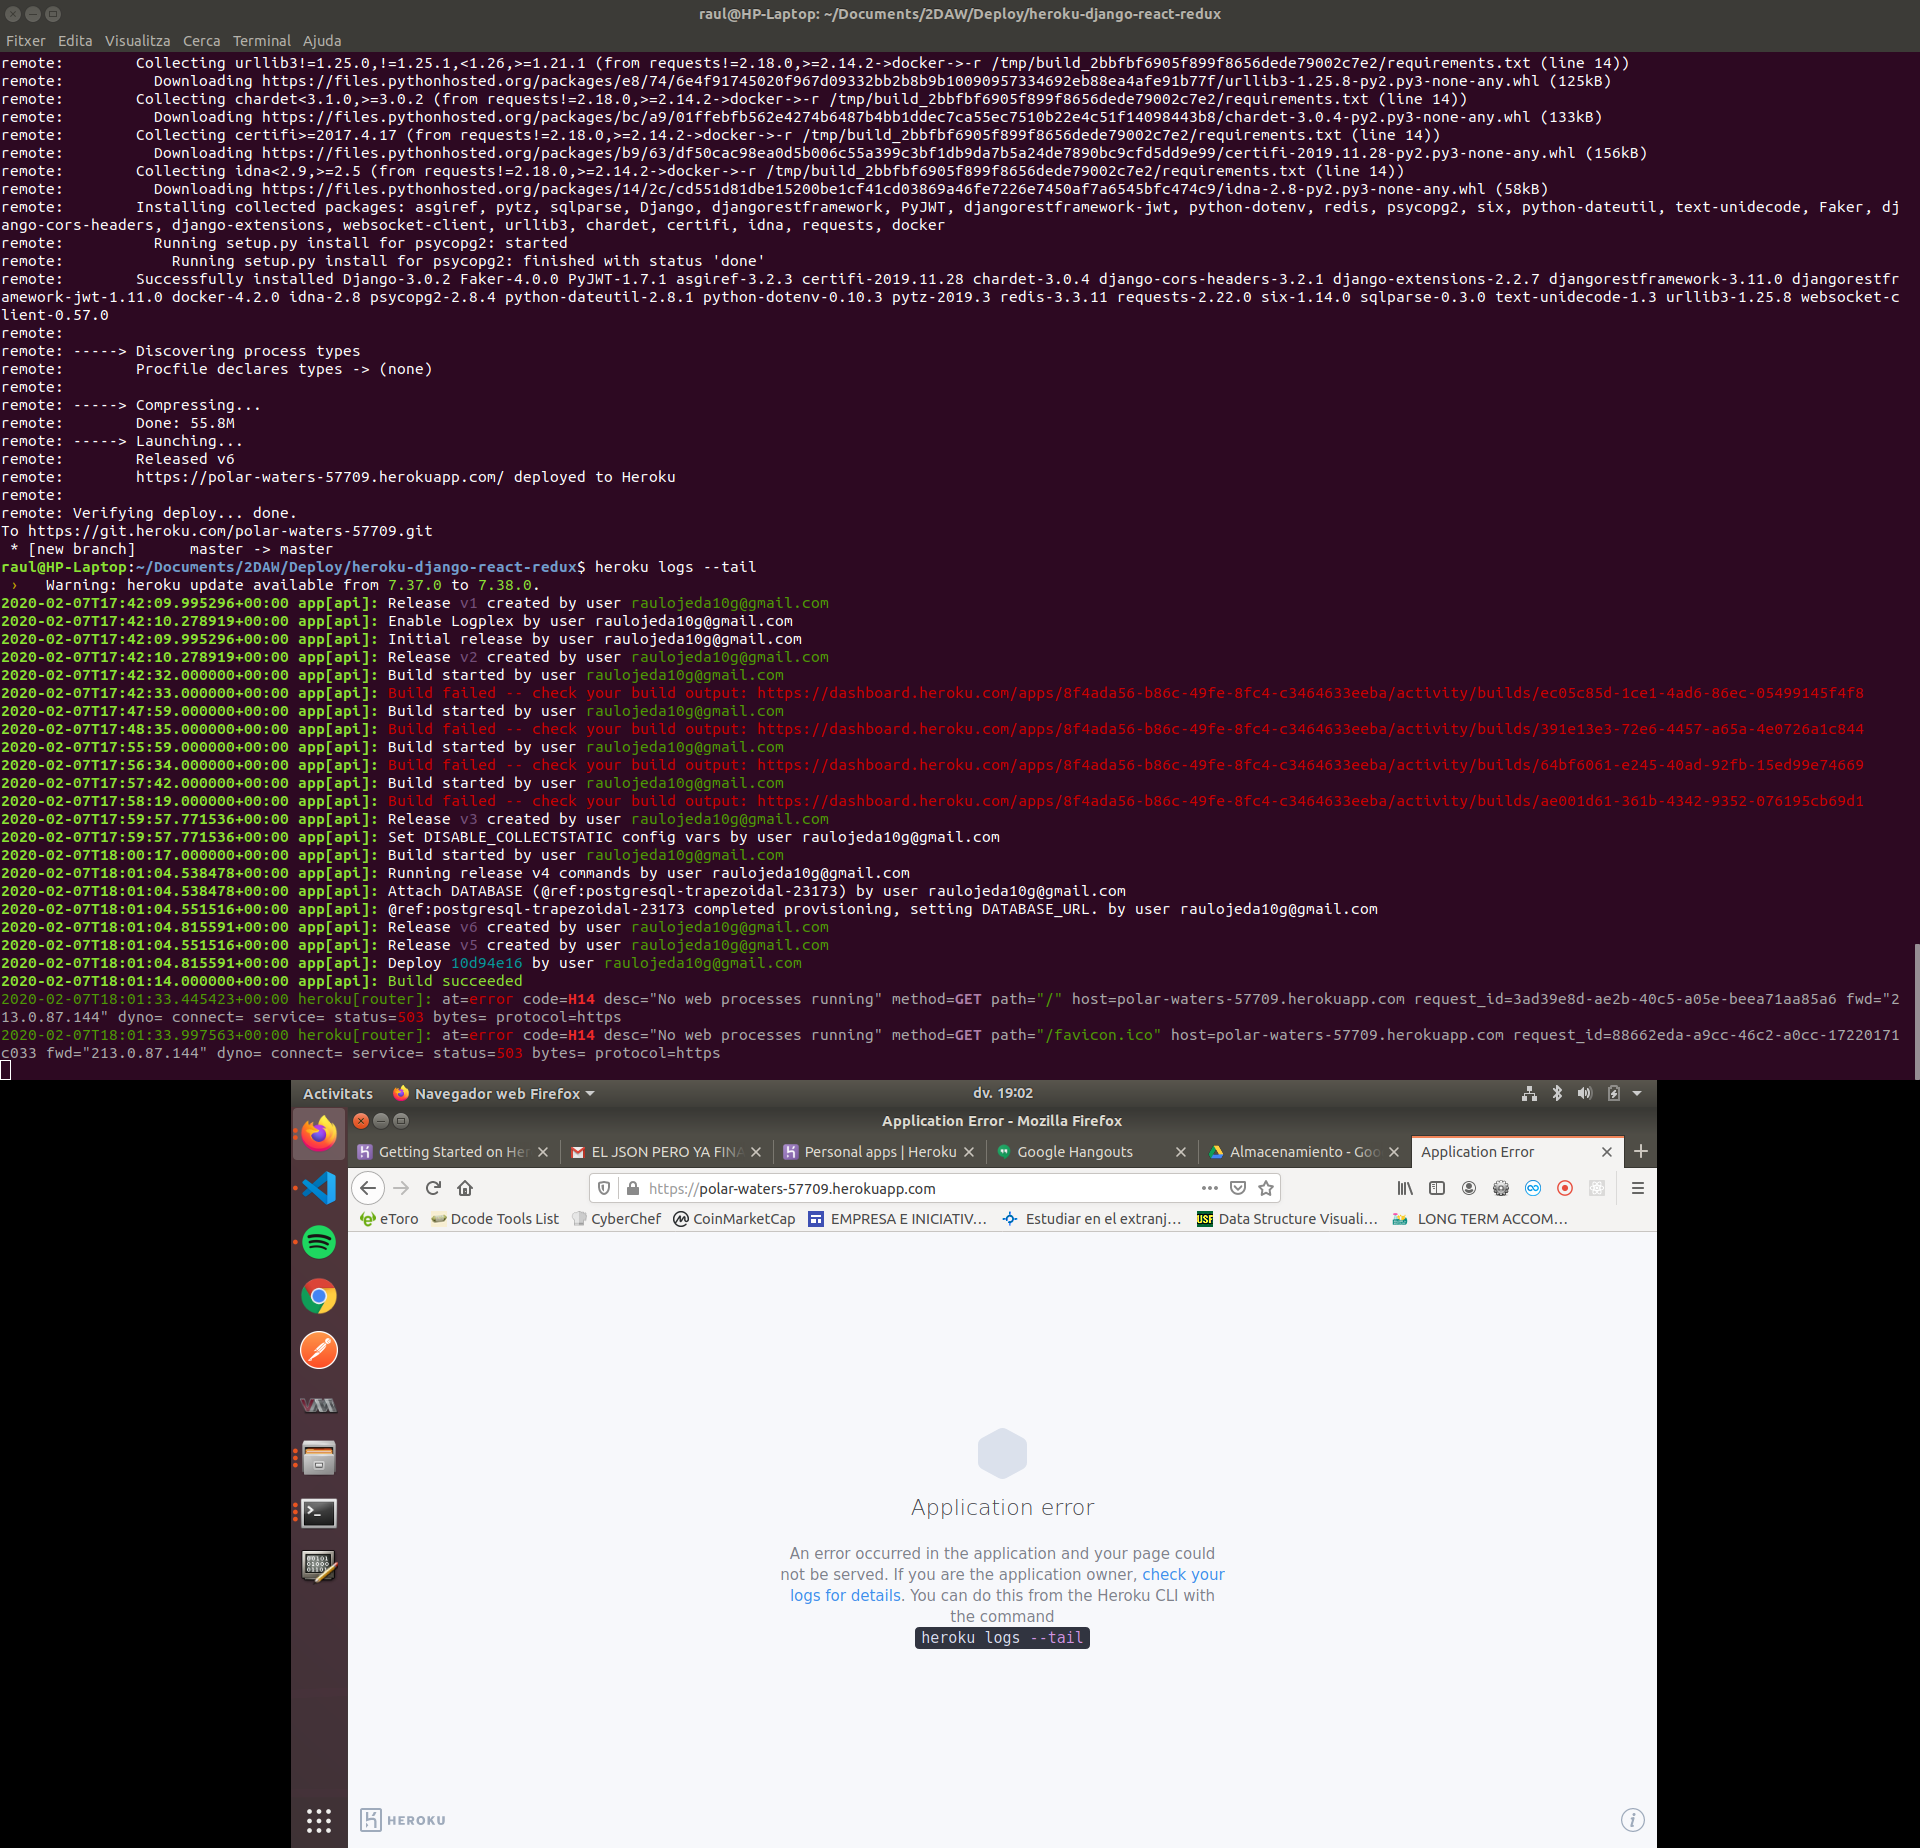 raul@HP-Laptop: ~/Documents/2DAW/Deploy/heroku-django-react-redux
Fitxer Edita Visualitza Cerca Terminal Ajuda
remote:        Collecting urllib3!=1.25.0,!=1.25.1,<1.26,>=1.21.1 (from requests!=2.18.0,>=2.14.2->docker->-r /tmp/build_2bbfbf6905f899f8656dede79002c7e2/requirements.txt (line 14))
remote:          Downloading https://files.pythonhosted.org/packages/e8/74/6e4f91745020f967d09332bb2b8b9b10090957334692eb88ea4afe91b77f/urllib3-1.25.8-py2.py3-none-any.whl (125kB)
remote:        Collecting chardet<3.1.0,>=3.0.2 (from requests!=2.18.0,>=2.14.2->docker->-r /tmp/build_2bbfbf6905f899f8656dede79002c7e2/requirements.txt (line 14))
remote:          Downloading https://files.pythonhosted.org/packages/bc/a9/01ffebfb562e4274b6487b4bb1ddec7ca55ec7510b22e4c51f14098443b8/chardet-3.0.4-py2.py3-none-any.whl (133kB)
remote:        Collecting certifi>=2017.4.17 (from requests!=2.18.0,>=2.14.2->docker->-r /tmp/build_2bbfbf6905f899f8656dede79002c7e2/requirements.txt (line 14))
remote:          Downloading https://files.pythonhosted.org/packages/b9/63/df50cac98ea0d5b006c55a399c3bf1db9da7b5a24de7890bc9cfd5dd9e99/certifi-2019.11.28-py2.py3-none-any.whl (156kB)
remote:        Collecting idna<2.9,>=2.5 (from requests!=2.18.0,>=2.14.2->docker->-r /tmp/build_2bbfbf6905f899f8656dede79002c7e2/requirements.txt (line 14))
remote:          Downloading https://files.pythonhosted.org/packages/14/2c/cd551d81dbe15200be1cf41cd03869a46fe7226e7450af7a6545bfc474c9/idna-2.8-py2.py3-none-any.whl (58kB)
remote:        Installing collected packages: asgiref, pytz, sqlparse, Django, djangorestframework, PyJWT, djangorestframework-jwt, python-dotenv, redis, psycopg2, six, python-dateutil, text-unidecode, Faker, dj
ango-cors-headers, django-extensions, websocket-client, urllib3, chardet, certifi, idna, requests, docker
remote:          Running setup.py install for psycopg2: started
remote:            Running setup.py install for psycopg2: finished with status 'done'
remote:        Successfully installed Django-3.0.2 Faker-4.0.0 PyJWT-1.7.1 asgiref-3.2.3 certifi-2019.11.28 chardet-3.0.4 django-cors-headers-3.2.1 django-extensions-2.2.7 djangorestframework-3.11.0 djangorestfr
amework-jwt-1.11.0 docker-4.2.0 idna-2.8 psycopg2-2.8.4 python-dateutil-2.8.1 python-dotenv-0.10.3 pytz-2019.3 redis-3.3.11 requests-2.22.0 six-1.14.0 sqlparse-0.3.0 text-unidecode-1.3 urllib3-1.25.8 websocket-c
lient-0.57.0
remote:
remote: -----> Discovering process types
remote:        Procfile declares types -> (none)
remote:
remote: -----> Compressing...
remote:        Done: 55.8M
remote: -----> Launching...
remote:        Released v6
remote:        https://polar-waters-57709.herokuapp.com/ deployed to Heroku
remote:
remote: Verifying deploy... done.
To https://git.heroku.com/polar-waters-57709.git
 * [new branch]      master -> master
raul@HP-Laptop:~/Documents/2DAW/Deploy/heroku-django-react-redux$ heroku logs --tail
 ›   Warning: heroku update available from 7.37.0 to 7.38.0.
2020-02-07T17:42:09.995296+00:00 app[api]: Release v1 created by user raulojeda10g@gmail.com
2020-02-07T17:42:10.278919+00:00 app[api]: Enable Logplex by user raulojeda10g@gmail.com
2020-02-07T17:42:09.995296+00:00 app[api]: Initial release by user raulojeda10g@gmail.com
2020-02-07T17:42:10.278919+00:00 app[api]: Release v2 created by user raulojeda10g@gmail.com
2020-02-07T17:42:32.000000+00:00 app[api]: Build started by user raulojeda10g@gmail.com
2020-02-07T17:42:33.000000+00:00 app[api]: Build failed -- check your build output: https://dashboard.heroku.com/apps/8f4ada56-b86c-49fe-8fc4-c3464633eeba/activity/builds/ec05c85d-1ce1-4ad6-86ec-05499145f4f8
2020-02-07T17:47:59.000000+00:00 app[api]: Build started by user raulojeda10g@gmail.com
2020-02-07T17:48:35.000000+00:00 app[api]: Build failed -- check your build output: https://dashboard.heroku.com/apps/8f4ada56-b86c-49fe-8fc4-c3464633eeba/activity/builds/391e13e3-72e6-4457-a65a-4e0726a1c844
2020-02-07T17:55:59.000000+00:00 app[api]: Build started by user raulojeda10g@gmail.com
2020-02-07T17:56:34.000000+00:00 app[api]: Build failed -- check your build output: https://dashboard.heroku.com/apps/8f4ada56-b86c-49fe-8fc4-c3464633eeba/activity/builds/64bf6061-e245-40ad-92fb-15ed99e74669
2020-02-07T17:57:42.000000+00:00 app[api]: Build started by user raulojeda10g@gmail.com
2020-02-07T17:58:19.000000+00:00 app[api]: Build failed -- check your build output: https://dashboard.heroku.com/apps/8f4ada56-b86c-49fe-8fc4-c3464633eeba/activity/builds/ae001d61-361b-4342-9352-076195cb69d1
2020-02-07T17:59:57.771536+00:00 app[api]: Release v3 created by user raulojeda10g@gmail.com
2020-02-07T17:59:57.771536+00:00 app[api]: Set DISABLE_COLLECTSTATIC config vars by user raulojeda10g@gmail.com
2020-02-07T18:00:17.000000+00:00 app[api]: Build started by user raulojeda10g@gmail.com
2020-02-07T18:01:04.538478+00:00 app[api]: Running release v4 commands by user raulojeda10g@gmail.com
2020-02-07T18:01:04.538478+00:00 app[api]: Attach DATABASE (@ref:postgresql-trapezoidal-23173) by user raulojeda10g@gmail.com
2020-02-07T18:01:04.551516+00:00 app[api]: @ref:postgresql-trapezoidal-23173 completed provisioning, setting DATABASE_URL. by user raulojeda10g@gmail.com
2020-02-07T18:01:04.815591+00:00 app[api]: Release v6 created by user raulojeda10g@gmail.com
2020-02-07T18:01:04.551516+00:00 app[api]: Release v5 created by user raulojeda10g@gmail.com
2020-02-07T18:01:04.815591+00:00 app[api]: Deploy 10d94e16 by user raulojeda10g@gmail.com
2020-02-07T18:01:14.000000+00:00 app[api]: Build succeeded
2020-02-07T18:01:33.445423+00:00 heroku[router]: at=error code=H14 desc="No web processes running" method=GET path="/" host=polar-waters-57709.herokuapp.com request_id=3ad39e8d-ae2b-40c5-a05e-beea71aa85a6 fwd="2
13.0.87.144" dyno= connect= service= status=503 bytes= protocol=https
2020-02-07T18:01:33.997563+00:00 heroku[router]: at=error code=H14 desc="No web processes running" method=GET path="/favicon.ico" host=polar-waters-57709.herokuapp.com request_id=88662eda-a9cc-46c2-a0cc-17220171
c033 fwd="213.0.87.144" dyno= connect= service= status=503 bytes= protocol=https
Activitats Navegador web Firefox dv. 19:02
Application Error - Mozilla Firefox
Getting Started on Her EL JSON PERO YA FINA Personal apps | Heroku Google Hangouts Almacenamiento - Goo Application Error
https://polar-waters-57709.herokuapp.com
eToro Dcode Tools List CyberChef CoinMarketCap EMPRESA E INICIATIV... Estudiar en el extranj... Data Structure Visuali... LONG TERM ACCOM...
Application error
An error occurred in the application and your page could
not be served. If you are the application owner, check your
logs for details. You can do this from the Heroku CLI with
the command
heroku logs --tail
HEROKU